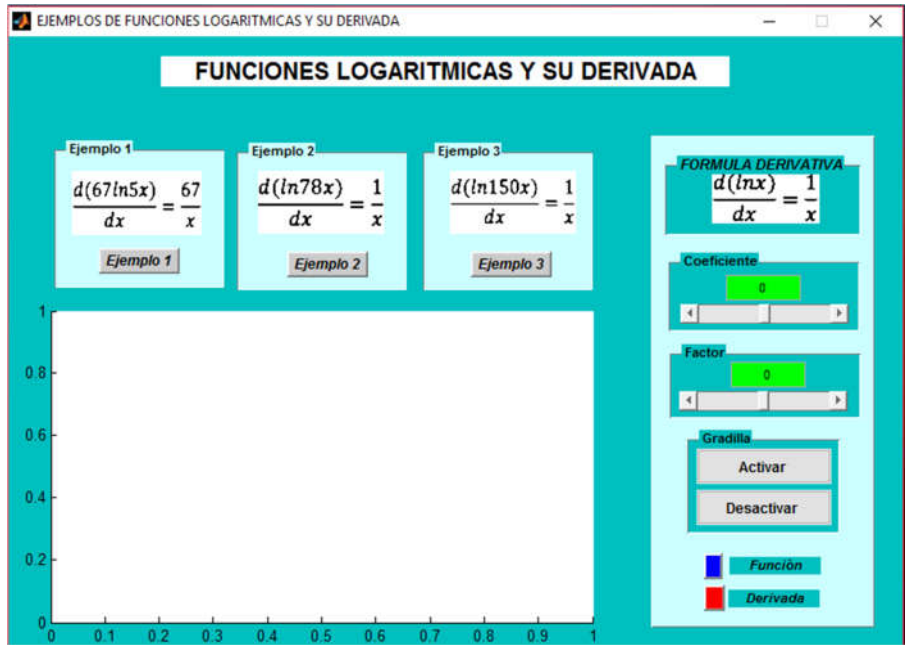 EJEMPLOS DE FUNCIONES LOGARITMICAS Y SU DERIVADA
FUNCIONES LOGARITMICAS Y SU DERIVADA
Ejemplo 1
d(67ln5x)/dx = 67/x
Ejemplo 1
Ejemplo 2
d(ln78x)/dx = 1/x
Ejemplo 2
Ejemplo 3
d(ln150x)/dx = 1/x
Ejemplo 3
FORMULA DERIVATIVA
d(lnx)/dx = 1/x
Coeficiente
0
Factor
0
Gradilla
Activar
Desactivar
Función
Derivada
1
0.8
0.6
0.4
0.2
0
0 0.1 0.2 0.3 0.4 0.5 0.6 0.7 0.8 0.9 1